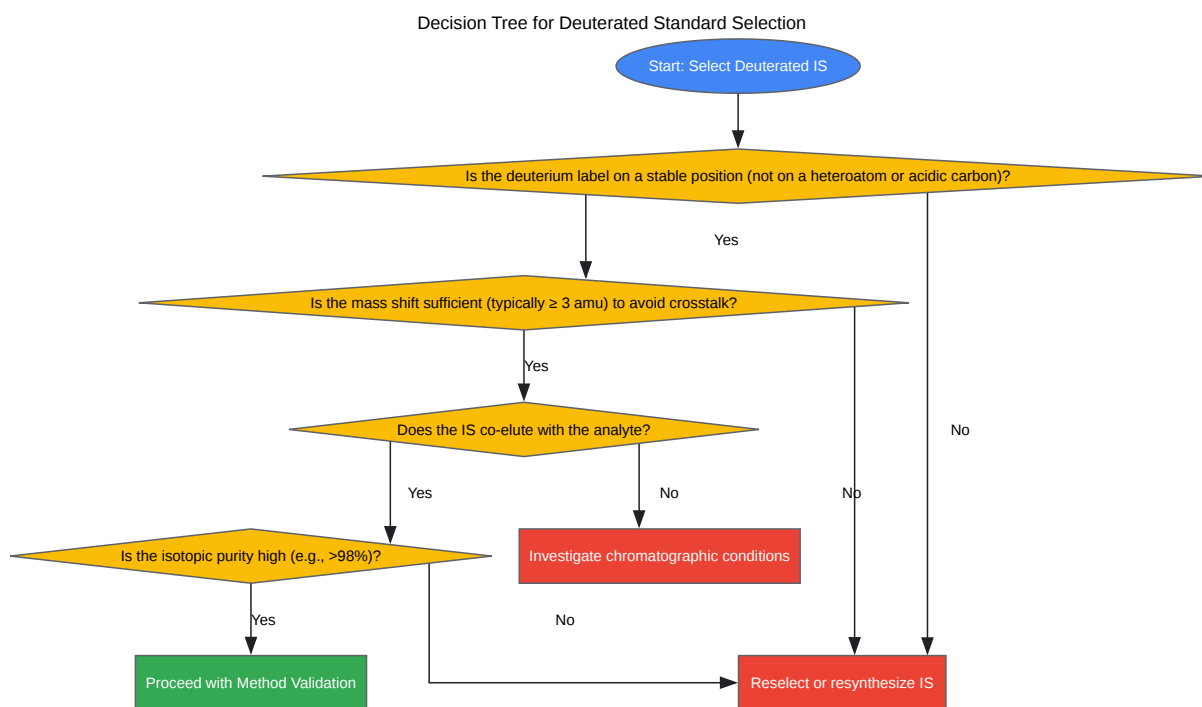 Decision Tree for Deuterated Standard Selection
Start: Select Deuterated IS
Is the deuterium label on a stable position (not on a heteroatom or acidic carbon)?
Yes
Is the mass shift sufficient (typically ≥ 3 amu) to avoid crosstalk?
Yes
Does the IS co-elute with the analyte?
No
Yes
No
No
Is the isotopic purity high (e.g., >98%)?
Investigate chromatographic conditions
Yes
No
Proceed with Method Validation
Reselect or resynthesize IS